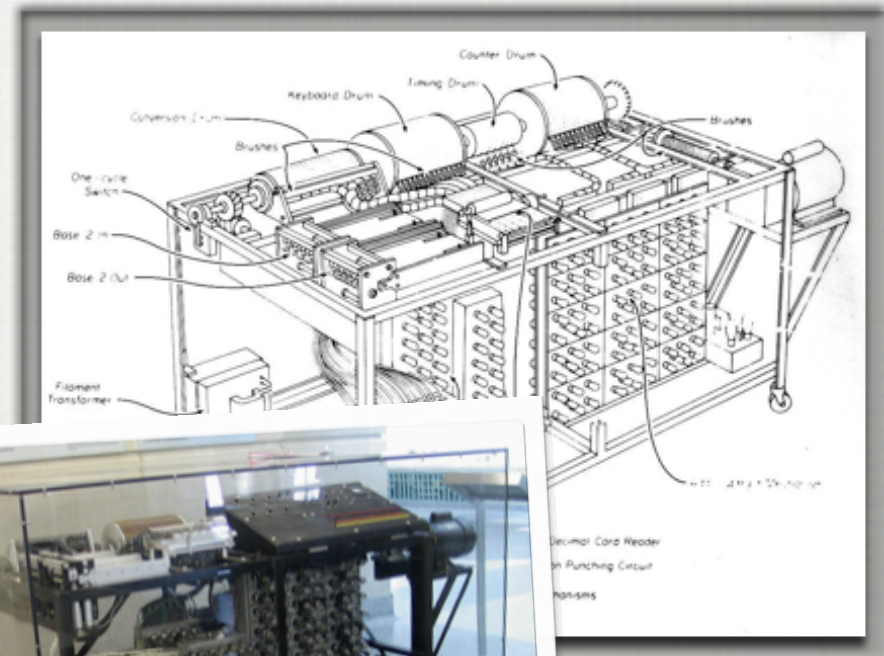 Counter Drum
Timing Drum
Keyboard Drum
Conversion Drum
Brushes
Brushes
One-cycle
Switch
Base 2 In
Base 2 Out
Filament
Transformer
Decimal Card Reader
Punching Circuit